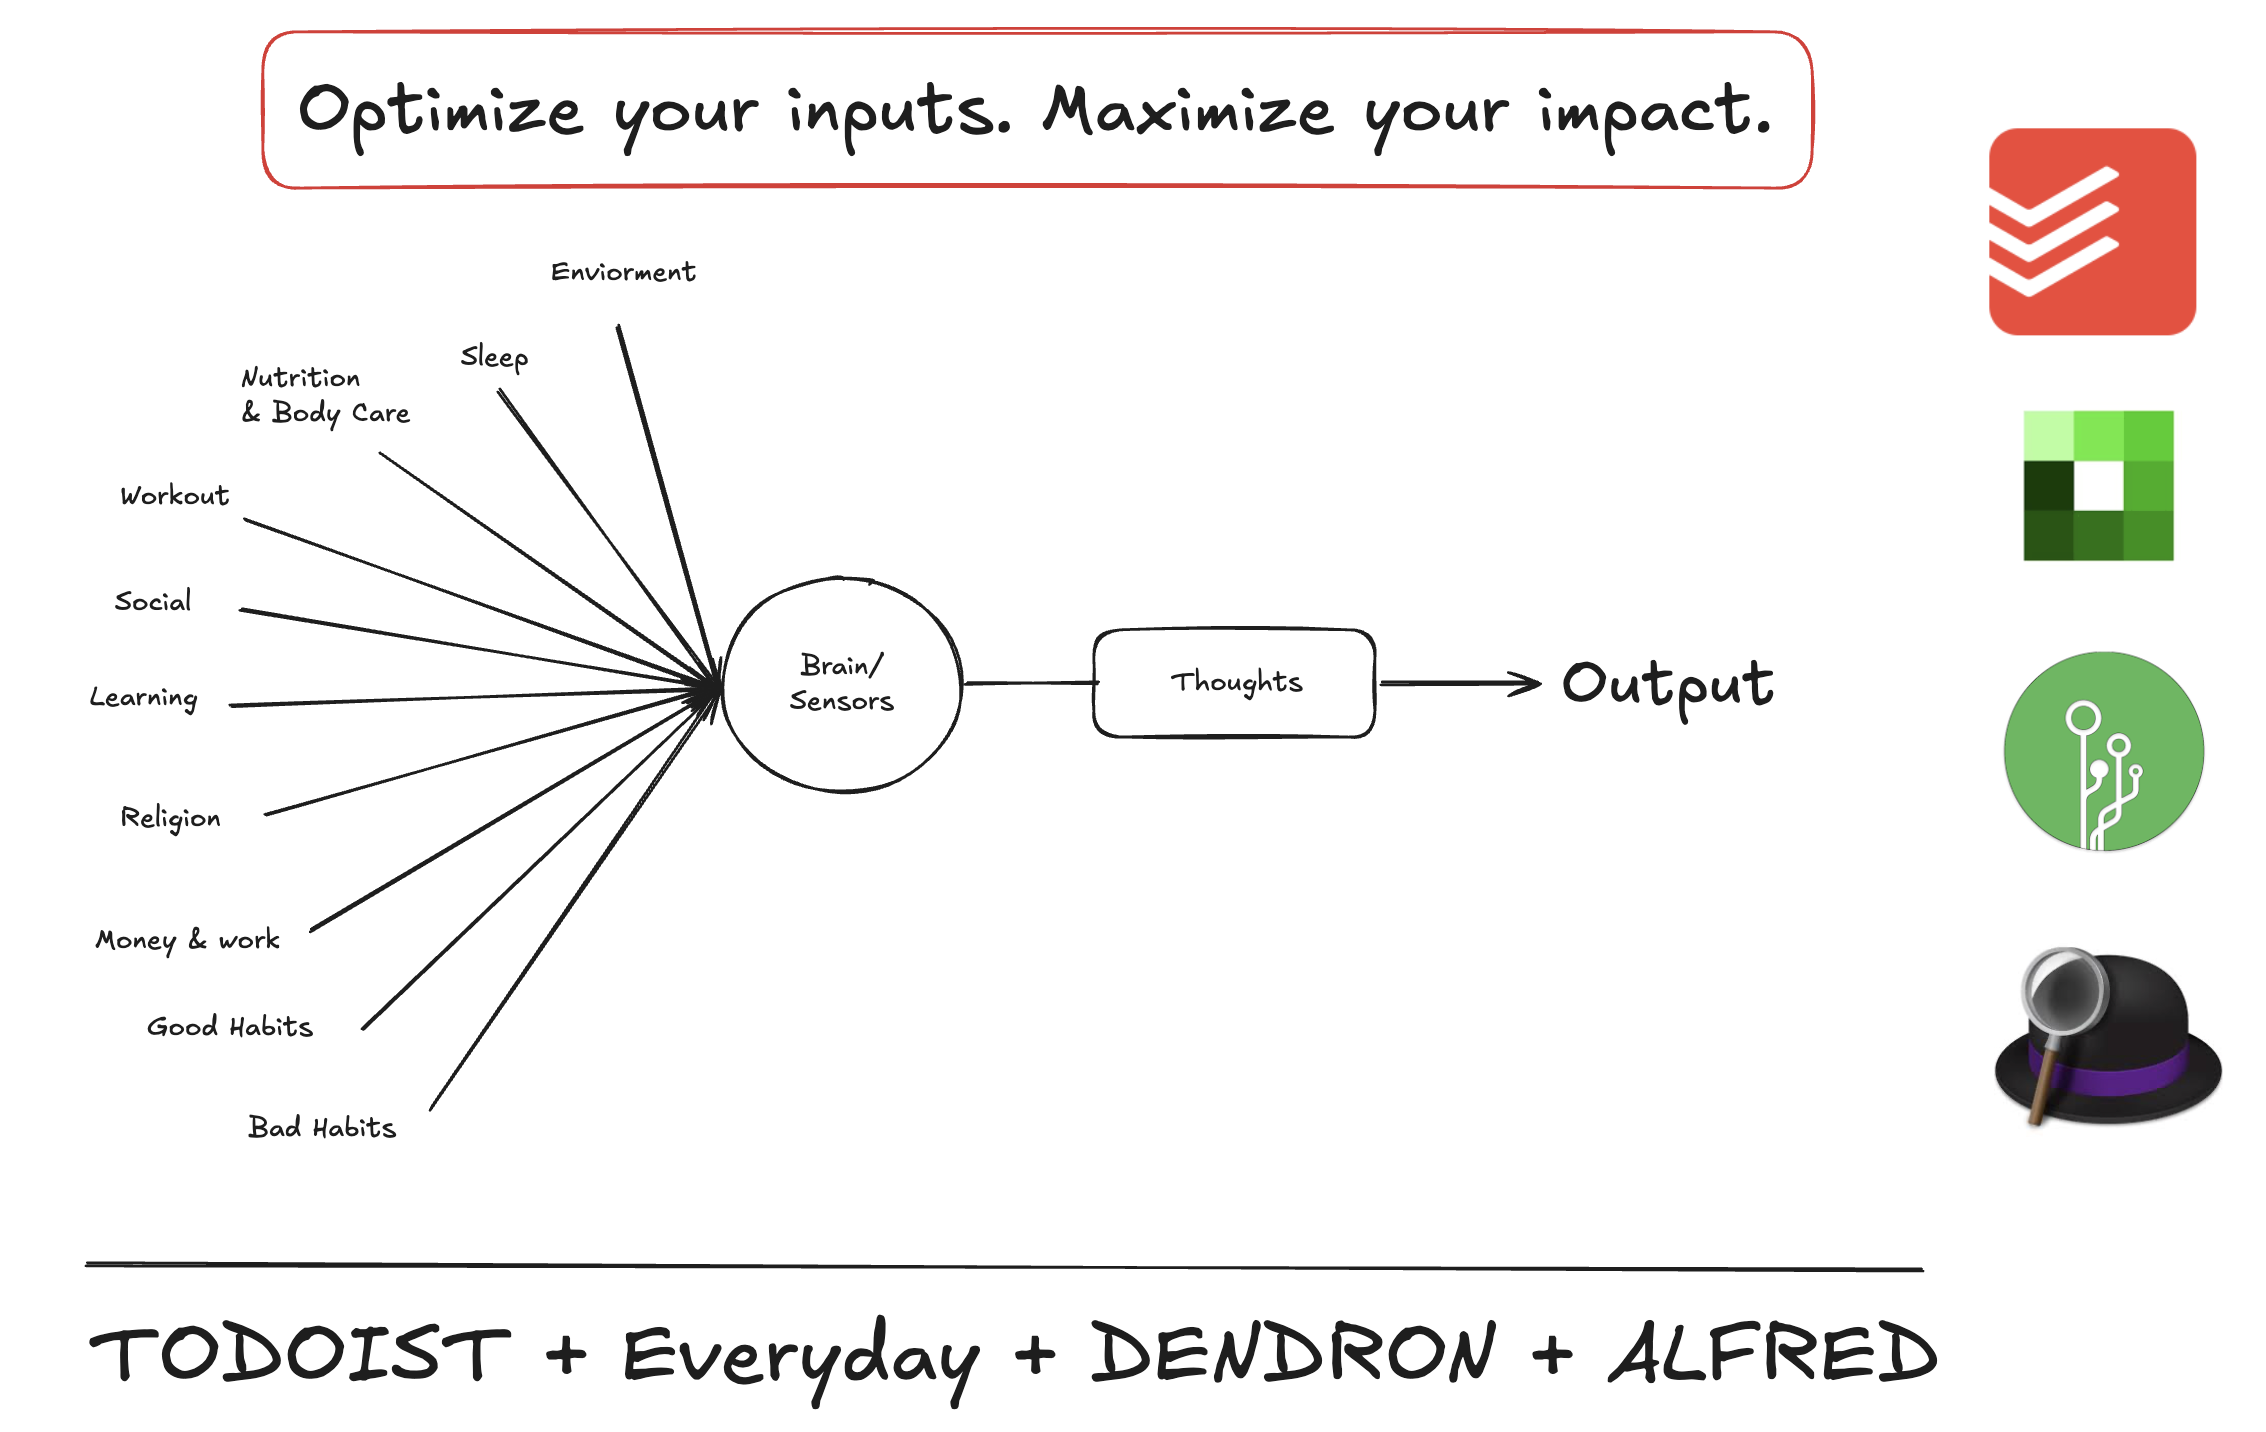 Optimize your inputs. Maximize your impact.
Enviorment
Sleep
Nutrition
& Body Care
Workout
Social
Learning
Religion
Money & work
Good Habits
Bad Habits
Brain/
Sensors
Thoughts
Output
TODOIST + Everyday + DENDRON + ALFRED